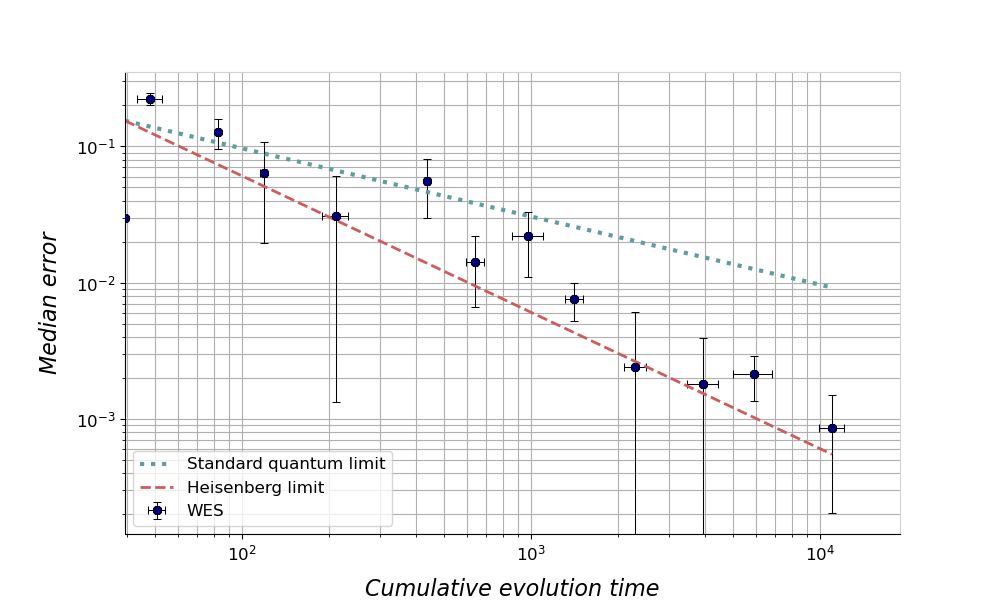 Median error
10⁻¹
10⁻²
10⁻³
Standard quantum limit
Heisenberg limit
WES
10²
10³
10⁴
Cumulative evolution time